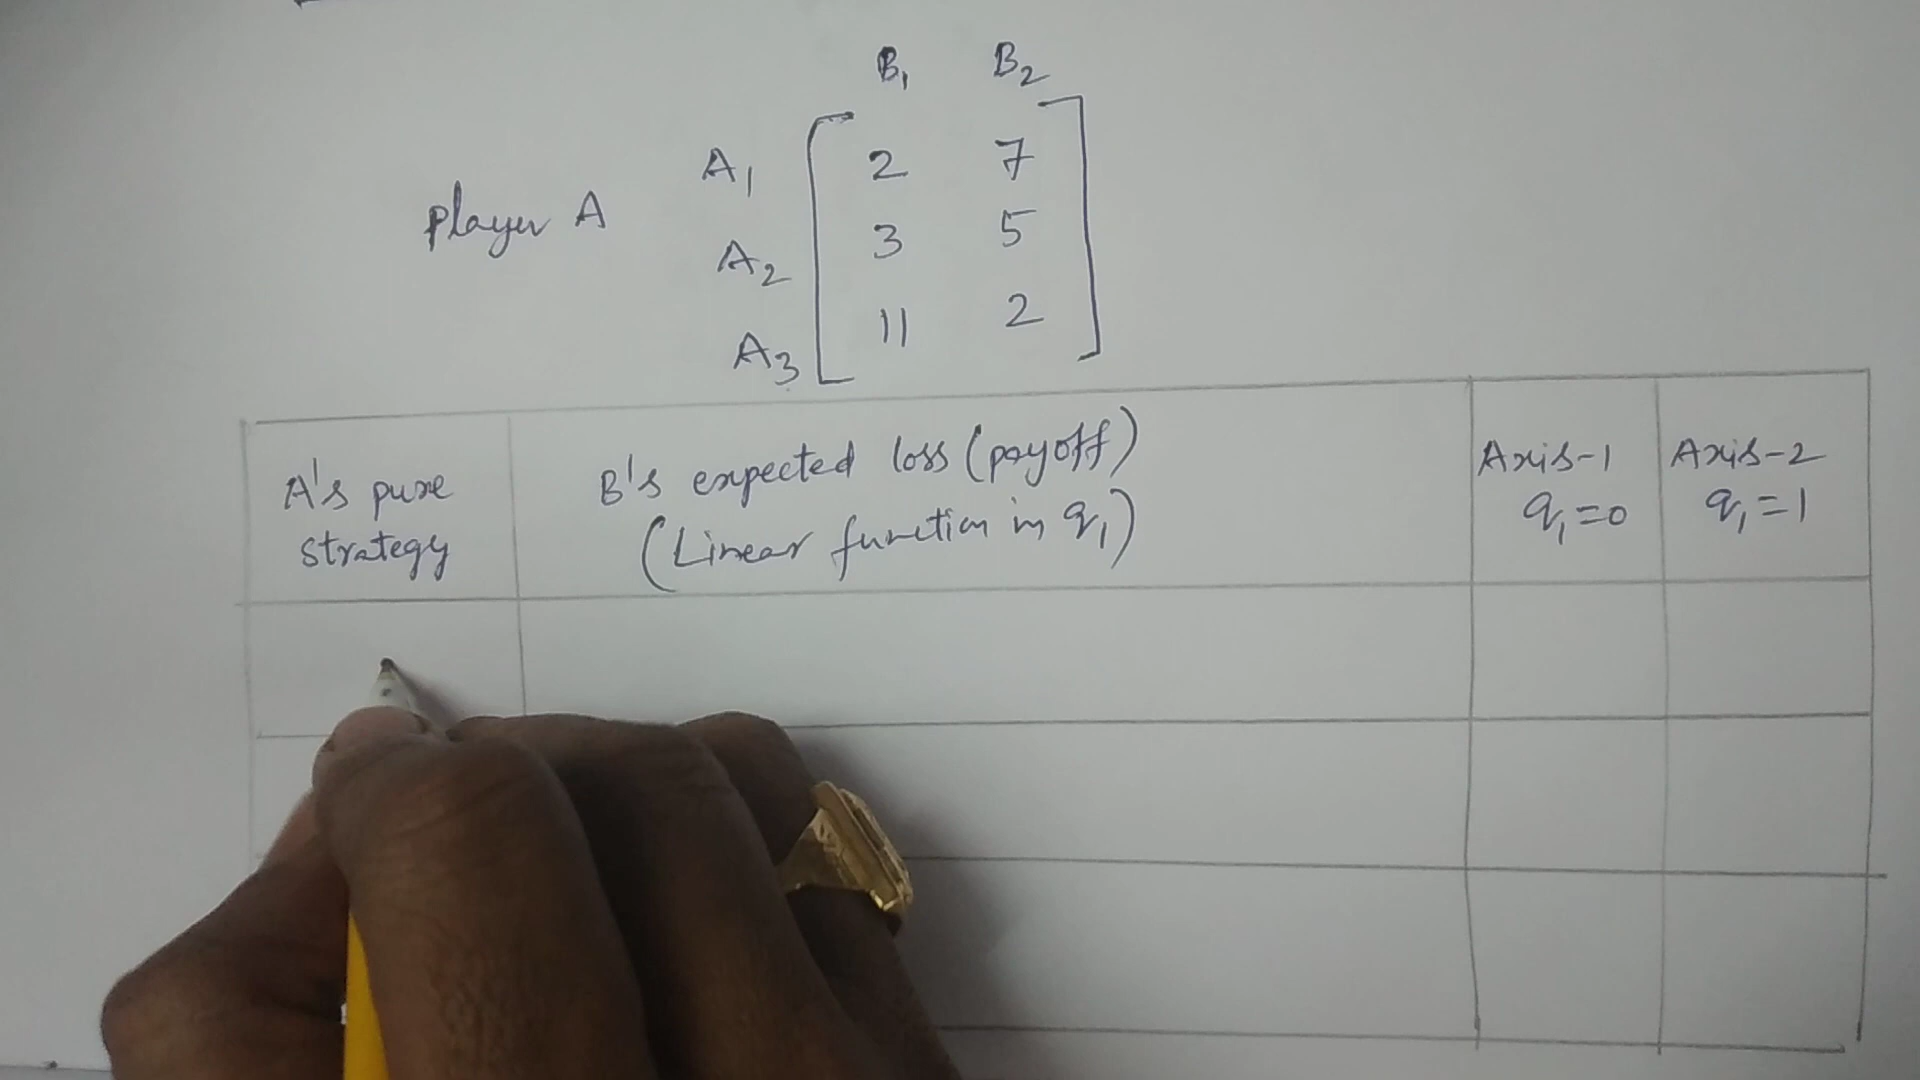 B₁ B₂
A₁ 2 7
Player A
A₂ 3 5
A₃ 11 2
A's pure strategy
B's expected loss (payoff)
(Linear function in q₁)
Axis-1
q₁=0
Axis-2
q₁=1